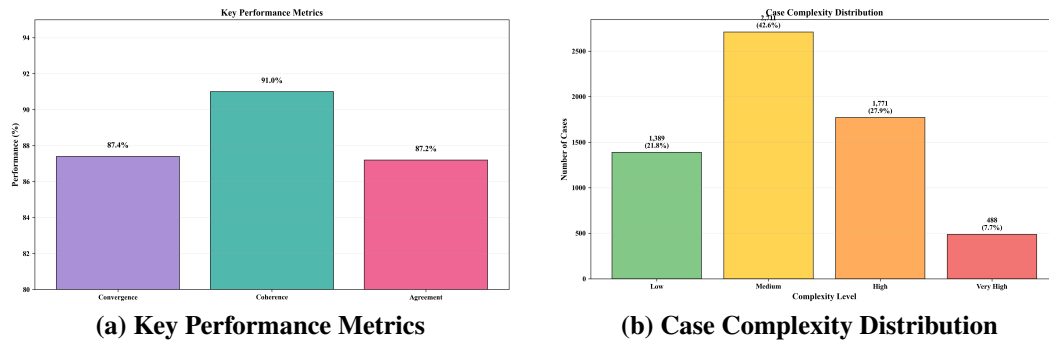 Key Performance Metrics
Performance (%)
94
92
90
88
86
84
82
80
87.4%
91.0%
87.2%
Convergence
Coherence
Agreement
(a) Key Performance Metrics
Case Complexity Distribution
Number of Cases
2500
2000
1500
1000
500
0
1,389
(21.8%)
(42.6%)
1,771
(27.9%)
488
(7.7%)
Low
Medium
High
Very High
Complexity Level
(b) Case Complexity Distribution